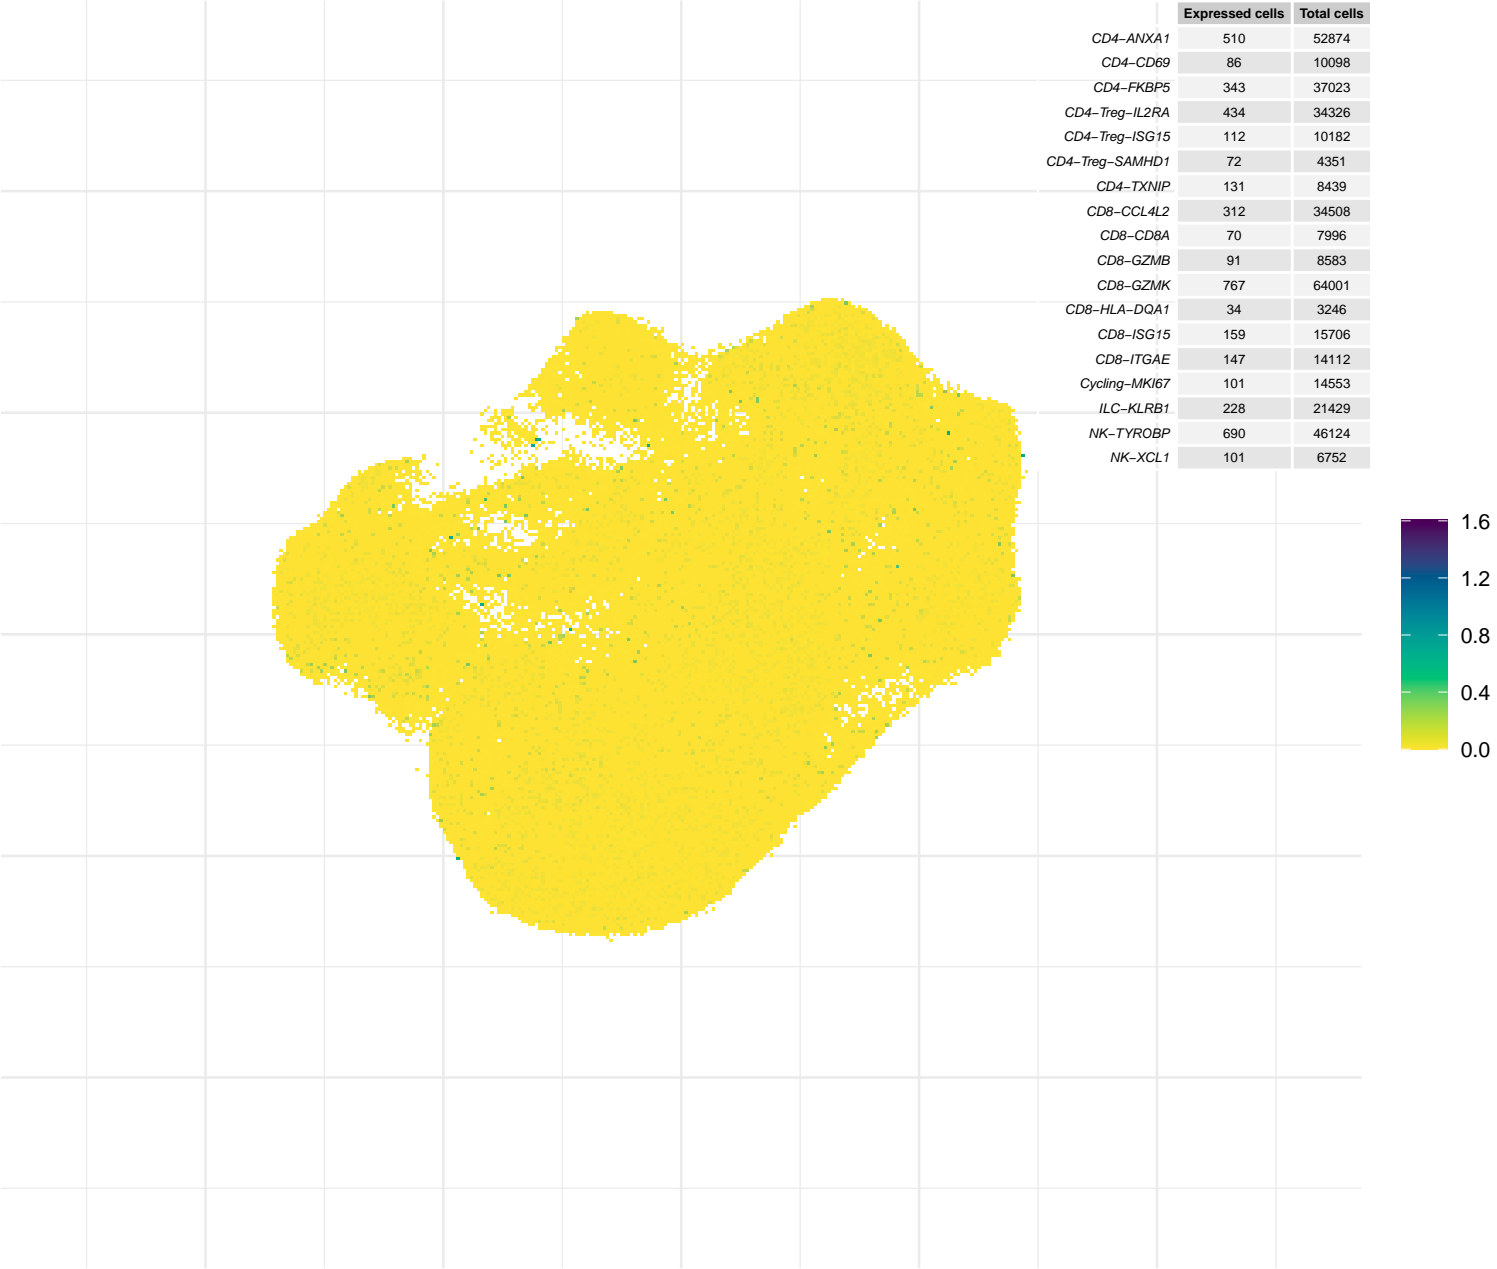 Expressed cells Total cells
CD4−ANXA1 510 52874
CD4−CD69 86 10098
CD4−FKBP5 343 37023
CD4−Treg−IL2RA 434 34326
CD4−Treg−ISG15 112 10182
CD4−Treg−SAMHD1 72 4351
CD4−TXNIP 131 8439
CD8−CCL4L2 312 34508
CD8−CD8A 70 7996
CD8−GZMB 91 8583
CD8−GZMK 767 64001
CD8−HLA−DQA1 34 3246
CD8−ISG15 159 15706
CD8−ITGAE 147 14112
Cycling−MKI67 101 14553
ILC−KLRB1 228 21429
NK−TYROBP 690 46124
NK−XCL1 101 6752
1.6
1.2
0.8
0.4
0.0